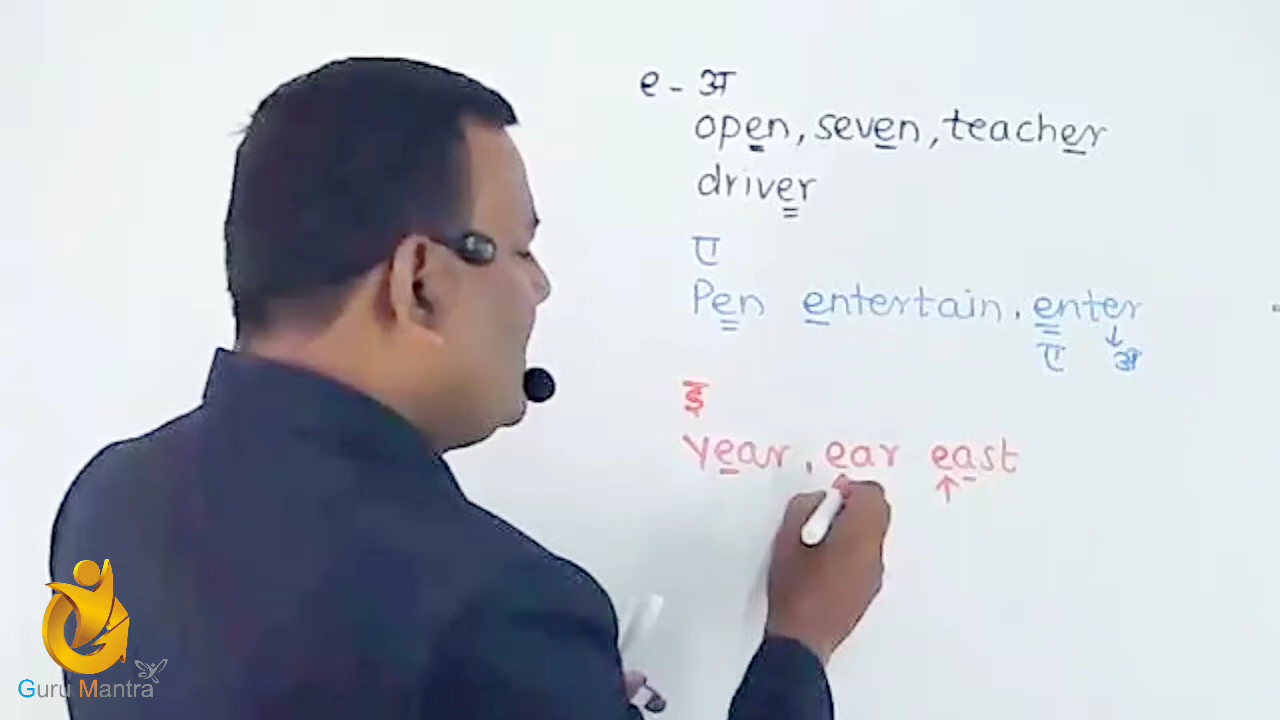 e - अ
open, seven, teacher
driver
ए
Pen entertain, enter
ए अ
इ
year, ear east
Guru Mantra